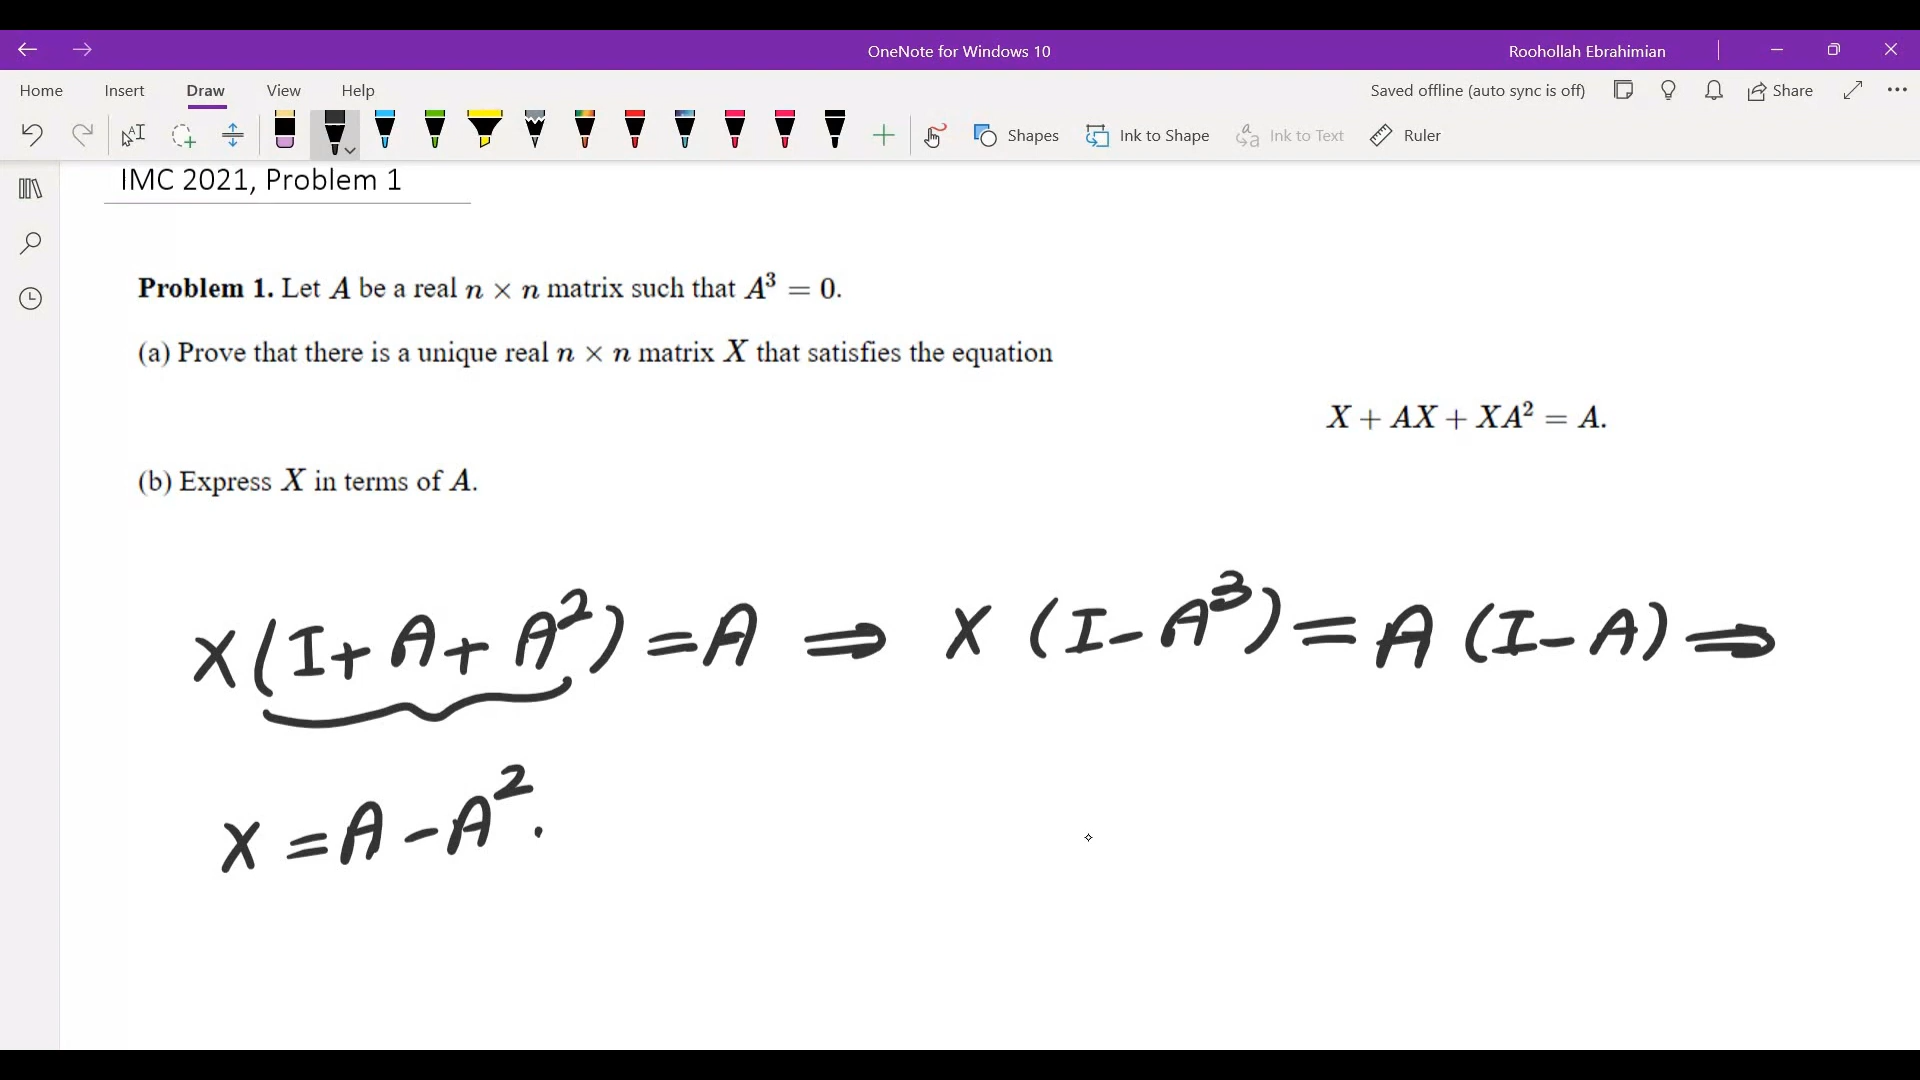 OneNote for Windows 10
Roohollah Ebrahimian
Home Insert Draw View Help
Saved offline (auto sync is off)
Share
Shapes
Ink to Shape
Ink to Text
Ruler
IMC 2021, Problem 1
Problem 1. Let A be a real n × n matrix such that A³ = 0.
(a) Prove that there is a unique real n × n matrix X that satisfies the equation
X + AX + XA² = A.
(b) Express X in terms of A.
X(I+A+A²)=A ⟹ X(I-A³)=A(I-A) ⟹
X=A-A².